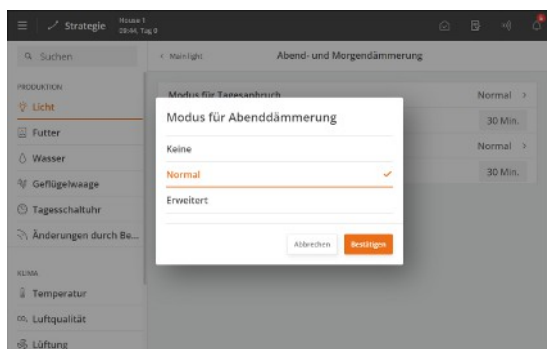 Strategie
House 1
09:44, Tag 0
Suchen
Mainlight
Abend- und Morgendämmerung
PRODUKTION
Licht
Futter
Wasser
Geflügelwaage
Tagesschaltuhr
Änderungen durch Be...
KLIMA
Temperatur
Luftqualität
Lüftung
Modus für Tagesanbruch
Normal
30 Min.
Normal
30 Min.
Modus für Abenddämmerung
Keine
Normal
Erweitert
Abbrechen
Bestätigen